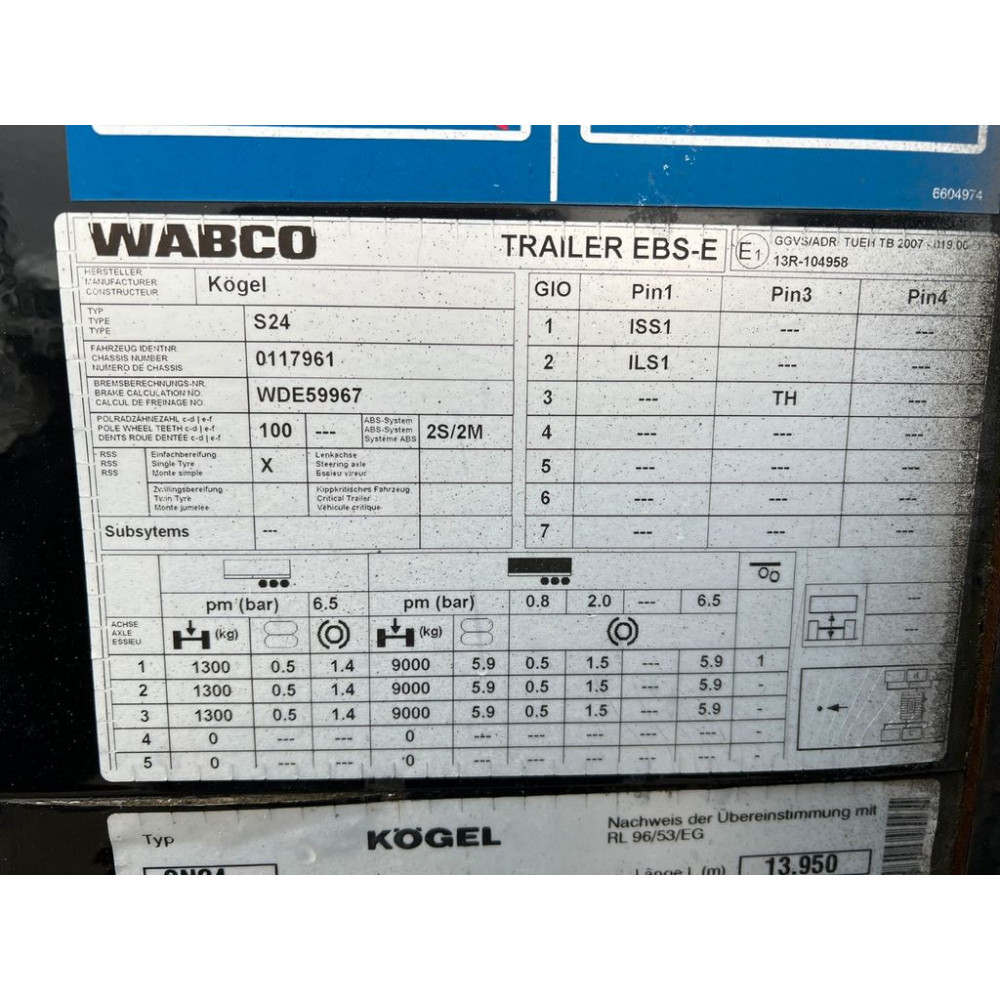 6604974
WABCO TRAILER EBS-E E1 GGVS/ADR: TUEH TB 2007 - 019.00
13R-104958
HERSTELLER
MANUFACTURER
CONSTRUCTEUR
Kögel
TYP
TYPE
TYPE
S24
FAHRZEUG IDENTNR
CHASSIS NUMBER
NUMERO DE CHASSIS
0117961
BREMSBERECHNUNGS-NR.
BRAKE CALCULATION NO.
CALCUL DE FREINAGE NO.
WDE59967
POLRADZÄHNEZAHL c-d | e-f
POLE WHEEL TEETH c-d | e-f
DENTS ROUE DENTÉE c-d | e-f
100 ---
ABS-System
ABS-System
Système ABS
2S/2M
RSS
RSS
RSS
Einfachbereifung
Single Tyre
Monte simple
X
Lenkachse
Steering axle
Essieu vireur
Zwillingsbereifung
Twin Tyre
Monte jumelée
Kippkritisches Fahrzeug
Critical Trailer
Véhicule critique
Subsytems ---
GIO Pin1 Pin3 Pin4
1 ISS1 --- ---
2 ILS1 --- ---
3 --- TH ---
4 --- --- ---
5 --- --- ---
6 --- --- ---
7 --- --- ---
pm (bar) 6.5 pm (bar) 0.8 2.0 --- 6.5 ---
ACHSE
AXLE
ESSIEU
(kg) (kg) ---
1 1300 0.5 1.4 9000 5.9 0.5 1.5 --- 5.9 1
2 1300 0.5 1.4 9000 5.9 0.5 1.5 --- 5.9 -
3 1300 0.5 1.4 9000 5.9 0.5 1.5 --- 5.9 -
4 0 --- --- 0 --- --- --- --- --- -
5 0 --- --- 0 --- --- --- --- --- -
Typ KÖGEL Nachweis der Übereinstimmung mit
RL 96/53/EG
Länge L (m) 13.950